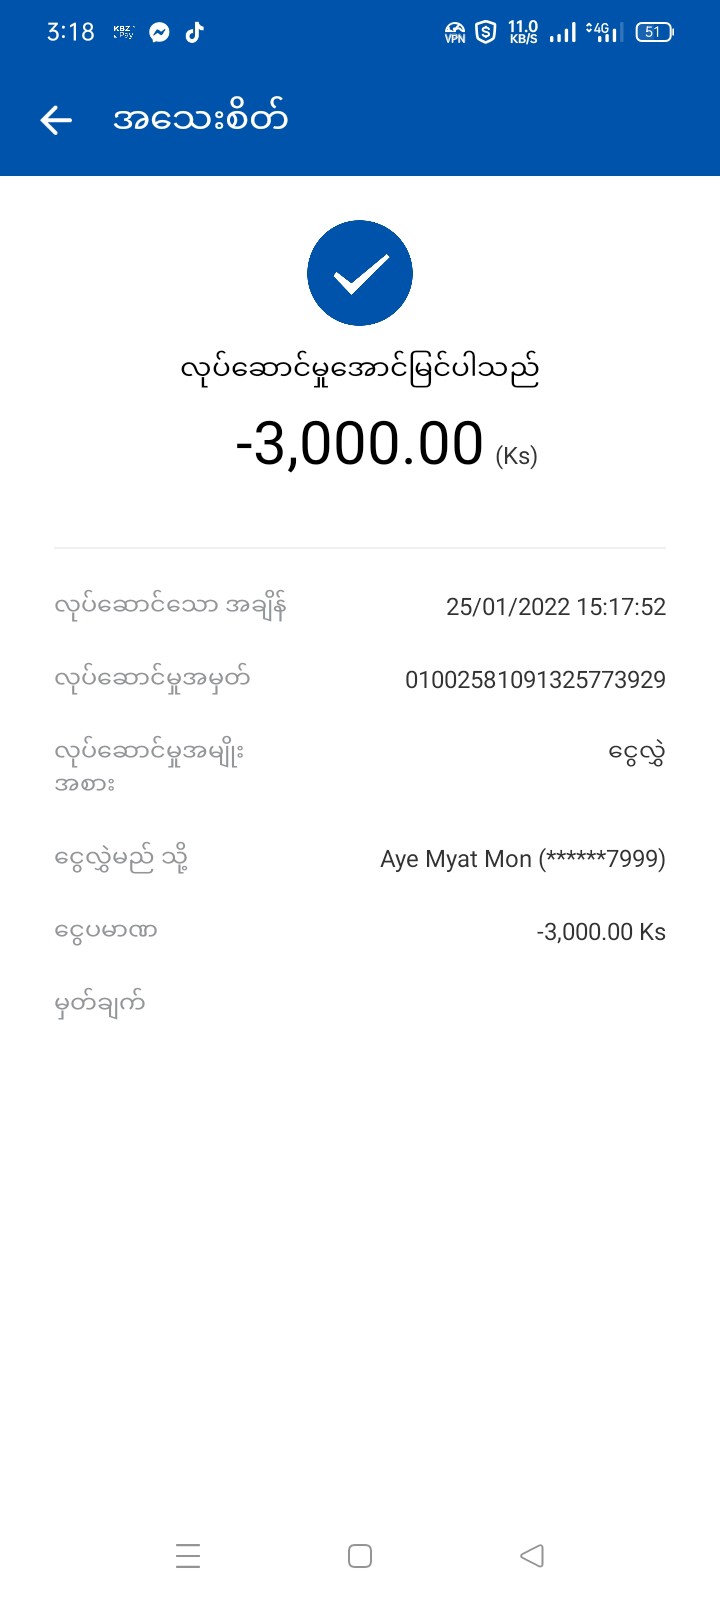 3:18 KBZ Pay VPN 11.0 KB/S 4G 51
အသေးစိတ်
လုပ်ဆောင်မှုအောင်မြင်ပါသည်
-3,000.00 (Ks)
လုပ်ဆောင်သော အချိန် 25/01/2022 15:17:52
လုပ်ဆောင်မှုအမှတ် 01002581091325773929
လုပ်ဆောင်မှုအမျိုး ငွေလွှဲ
အစား
ငွေလွှဲမည် သို့ Aye Myat Mon (******7999)
ငွေပမာဏ -3,000.00 Ks
မှတ်ချက်